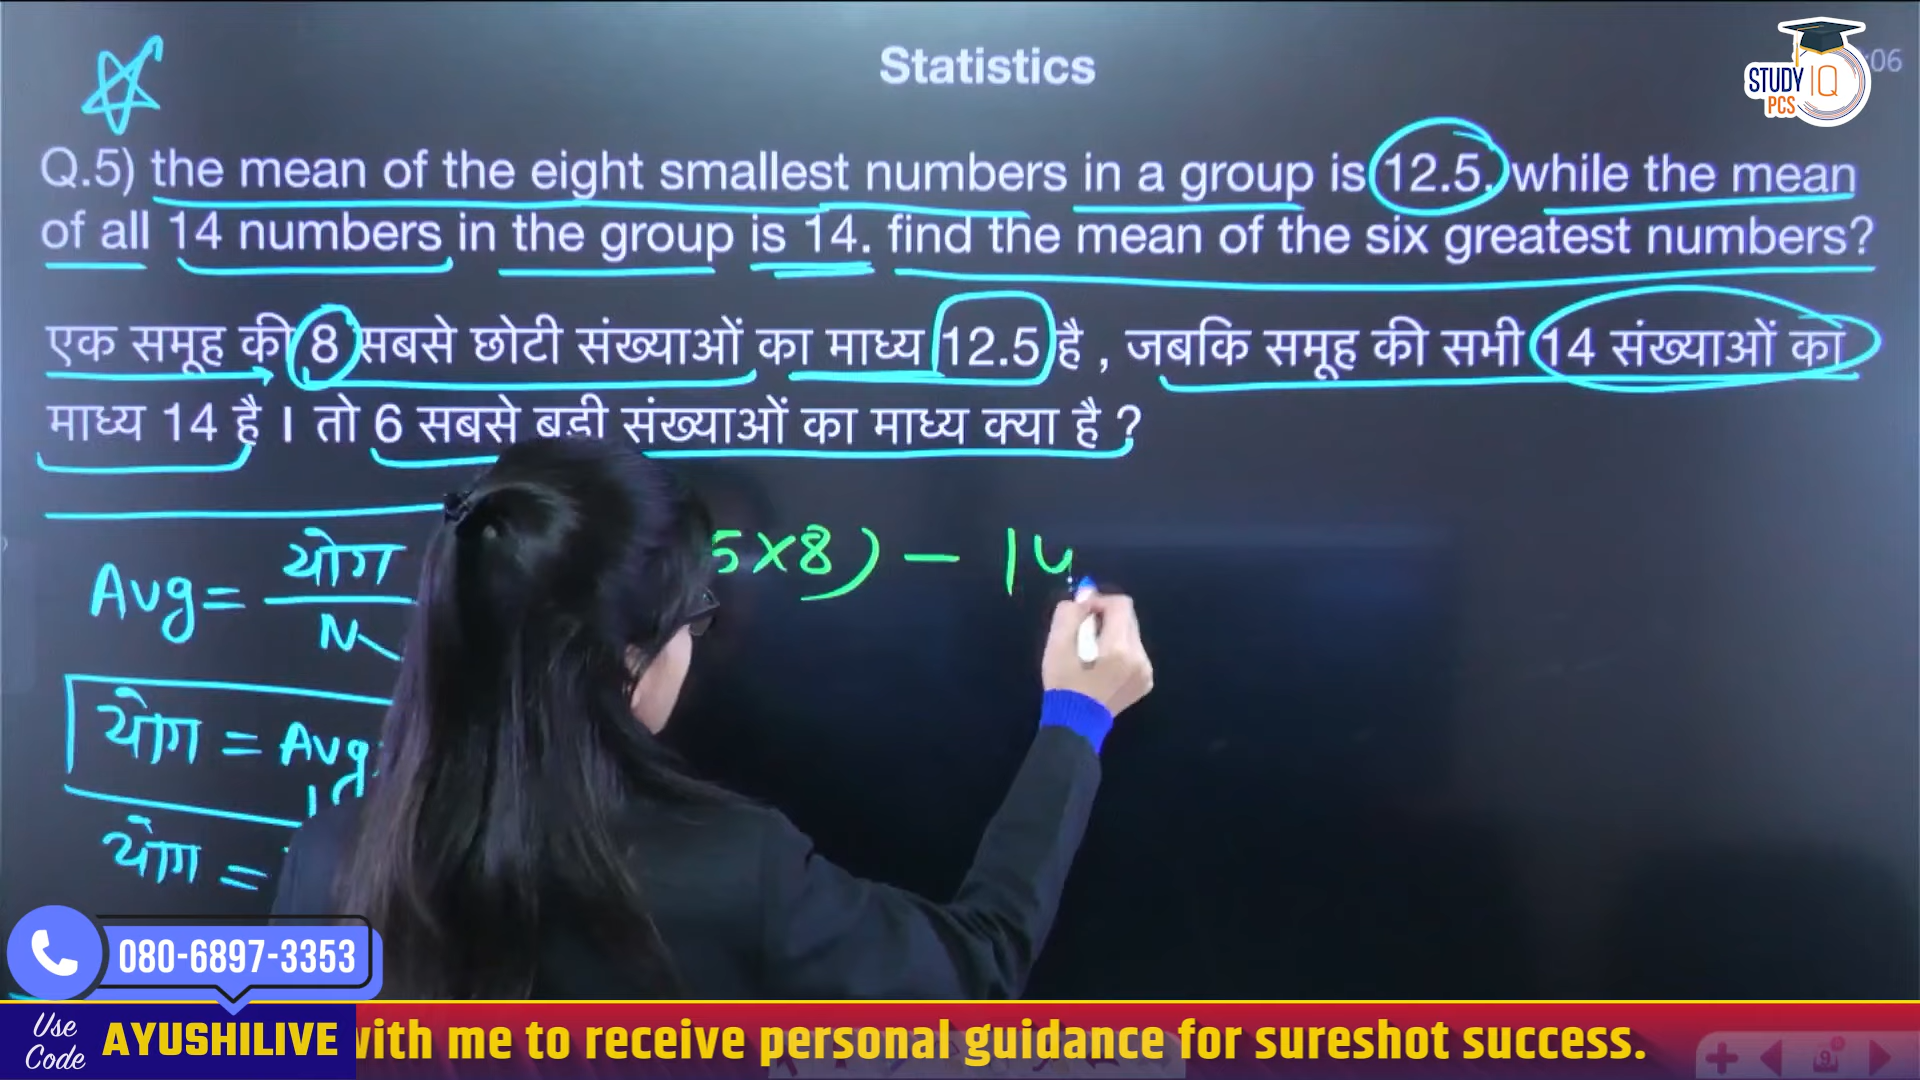 Statistics
:06
STUDY IQ
PCS
Q.5) the mean of the eight smallest numbers in a group is 12.5, while the mean
of all 14 numbers in the group is 14. find the mean of the six greatest numbers?
एक समूह की 8 सबसे छोटी संख्याओं का माध्य 12.5 है , जबकि समूह की सभी 14 संख्याओं का
माध्य 14 है । तो 6 सबसे बड़ी संख्याओं का माध्य क्या है ?
5×8) - 14
Avg = योग
N
योग = Avg
योग =
080-6897-3353
Use
Code
AYUSHILIVE
with me to receive personal guidance for sureshot success.
9